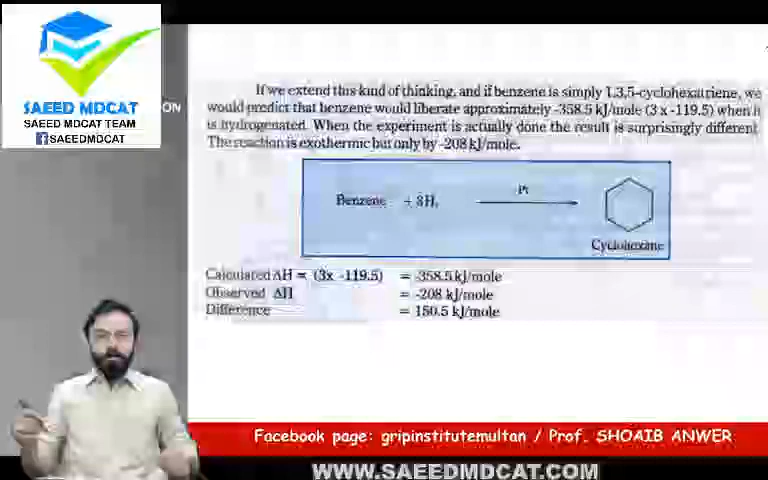 SAEED MDCAT
SAEED MDCAT TEAM
SAEEDMDCAT
ON
If we extend this kind of thinking, and if benzene is simply 1,3,5-cyclohexatriene, we
would predict that benzene would liberate approximately -358.5 kJ/mole (3 x -119.5) when it
is hydrogenated. When the experiment is actually done the result is surprisingly different.
The reaction is exothermic but only by -208 kJ/mole.
Benzene + 3H₂
Pt
Cyclohexane
Calculated ΔH = (3x -119.5) = -358.5 kJ/mole
Observed ΔH = -208 kJ/mole
Difference = 150.5 kJ/mole
Facebook page: gripinstitutemultan / Prof. SHOAIB ANWER
WWW.SAEEDMDCAT.COM